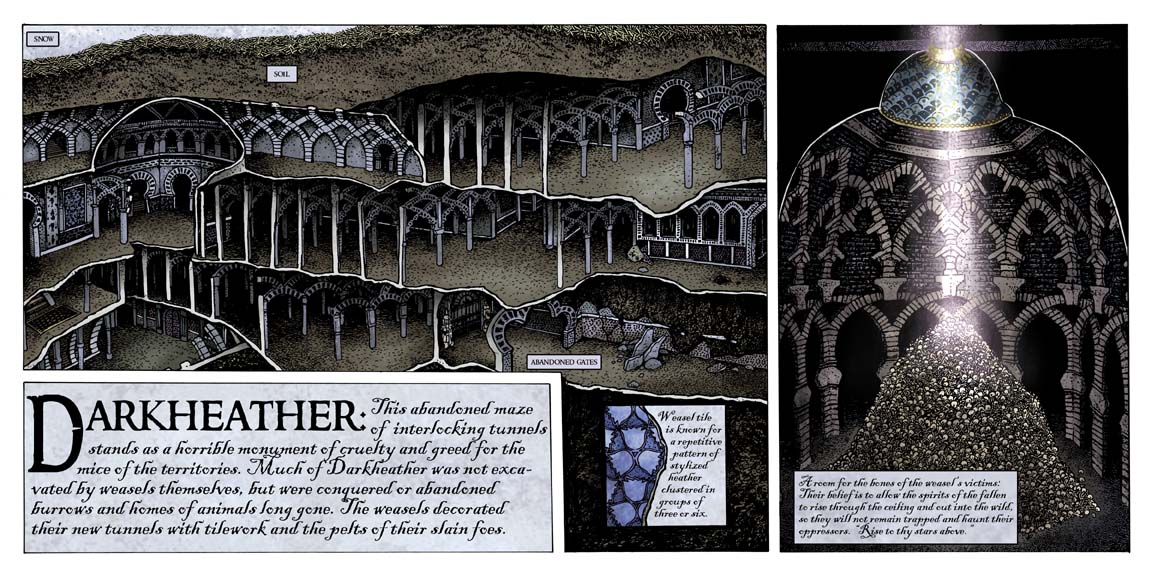 SNOW
SOIL
ABANDONED GATES
DARKHEATHER: This abandoned maze
of interlocking tunnels
stands as a horrible monument of cruelty and greed for the
mice of the territories. Much of Darkheather was not exca-
vated by weasels themselves, but were conquered or abandoned
burrows and homes of animals long gone. The weasels decorated
their new tunnels with tilework and the pelts of their slain foes.
Weasel tile
is known for
a repetitive
pattern of
stylized
heather
clustered in
groups of
three or six.
A room for the bones of the weasel's victims:
Their belief is to allow the spirits of the fallen
to rise through the ceiling and out into the wild,
so they will not remain trapped and haunt their
oppressors. "Rise to thy stars above."